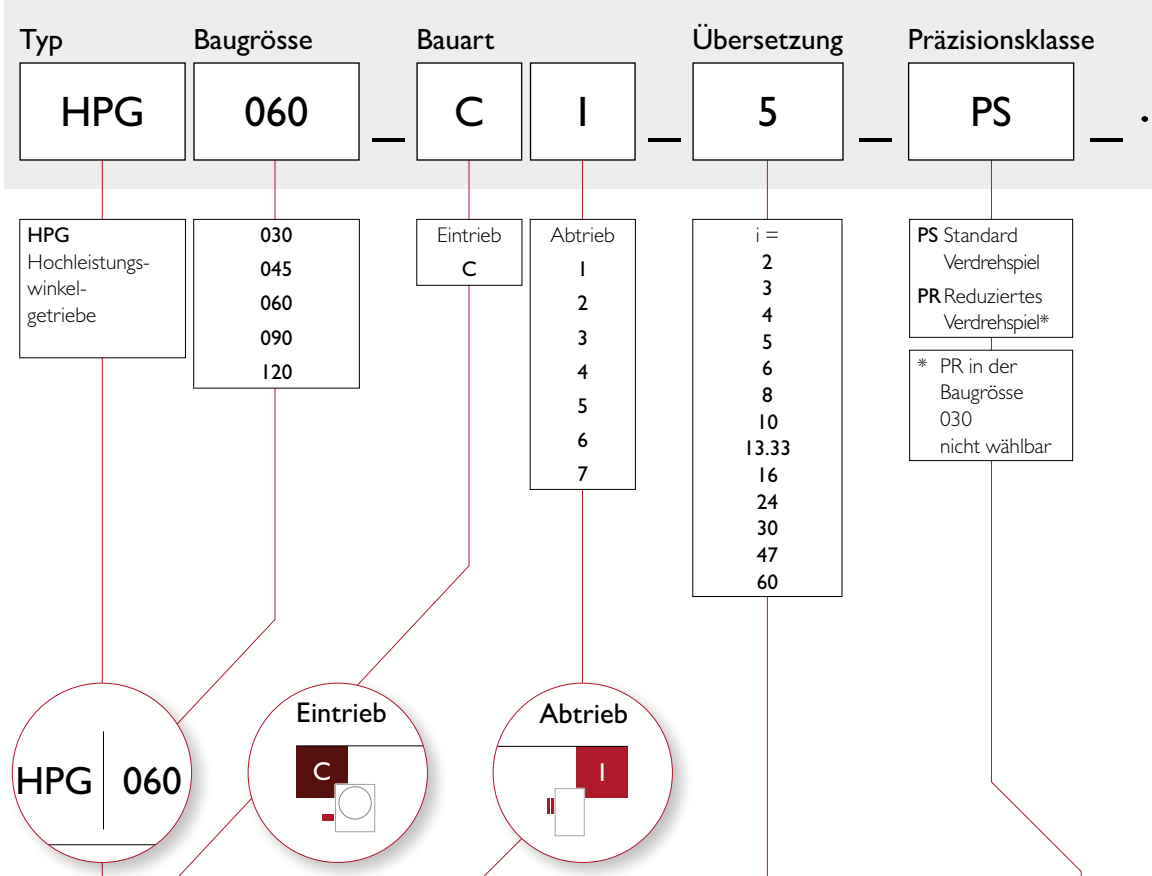 Typ Baugrösse Bauart Übersetzung Präzisionsklasse
HPG 060 _ C 1 _ 5 _ PS _ .
HPG
Hochleistungs-
winkel-
getriebe
030
045
060
090
120
Eintrieb
C
Abtrieb
1
2
3
4
5
6
7
i =
2
3
4
5
6
8
10
13.33
16
24
30
47
60
PS Standard
Verdrehspiel
PR Reduziertes
Verdrehspiel*
* PR in der
Baugrösse
030
nicht wählbar
HPG 060
Eintrieb
C
Abtrieb
1